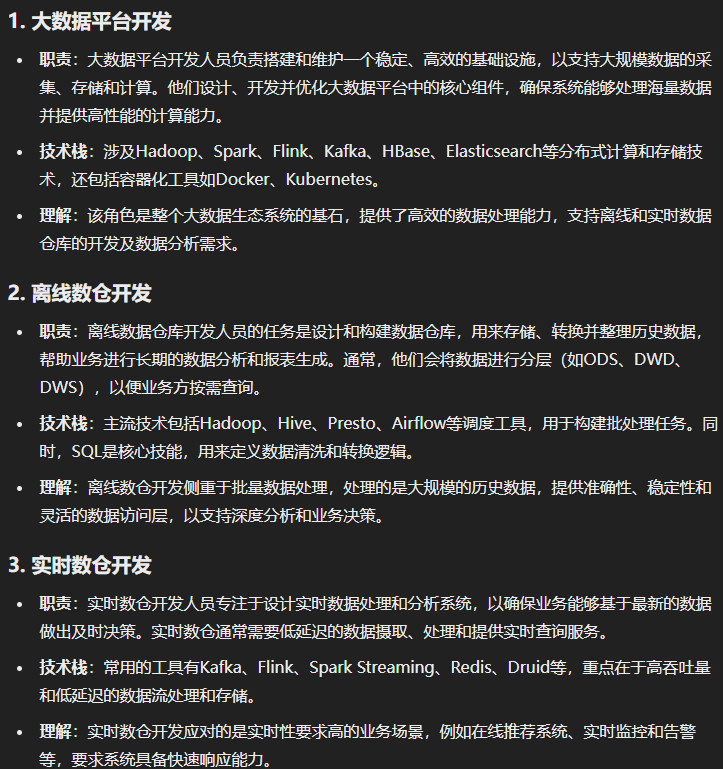 1. 大数据平台开发
• 职责：大数据平台开发人员负责搭建和维护一个稳定、高效的基础设施，以支持大规模数据的采
集、存储和计算。他们设计、开发并优化大数据平台中的核心组件，确保系统能够处理海量数据
并提供高性能的计算能力。
• 技术栈：涉及Hadoop、Spark、Flink、Kafka、HBase、Elasticsearch等分布式计算和存储技
术，还包括容器化工具如Docker、Kubernetes。
• 理解：该角色是整个大数据生态系统的基石，提供了高效的数据处理能力，支持离线和实时数据
仓库的开发及数据分析需求。
2. 离线数仓开发
• 职责：离线数据仓库开发人员的任务是设计和构建数据仓库，用来存储、转换并整理历史数据，
帮助业务进行长期的数据分析和报表生成。通常，他们会将数据进行分层（如ODS、DWD、
DWS），以便业务方按需查询。
• 技术栈：主流技术包括Hadoop、Hive、Presto、Airflow等调度工具，用于构建批处理任务。同
时，SQL是核心技能，用来定义数据清洗和转换逻辑。
• 理解：离线数仓开发侧重于批量数据处理，处理的是大规模的历史数据，提供准确性、稳定性和
灵活的数据访问层，以支持深度分析和业务决策。
3. 实时数仓开发
• 职责：实时数仓开发人员专注于设计实时数据处理和分析系统，以确保业务能够基于最新的数据
做出及时决策。实时数仓通常需要低延迟的数据摄取、处理和提供实时查询服务。
• 技术栈：常用的工具有Kafka、Flink、Spark Streaming、Redis、Druid等，重点在于高吞吐量
和低延迟的数据流处理和存储。
• 理解：实时数仓开发应对的是实时性要求高的业务场景，例如在线推荐系统、实时监控和告警
等，要求系统具备快速响应能力。